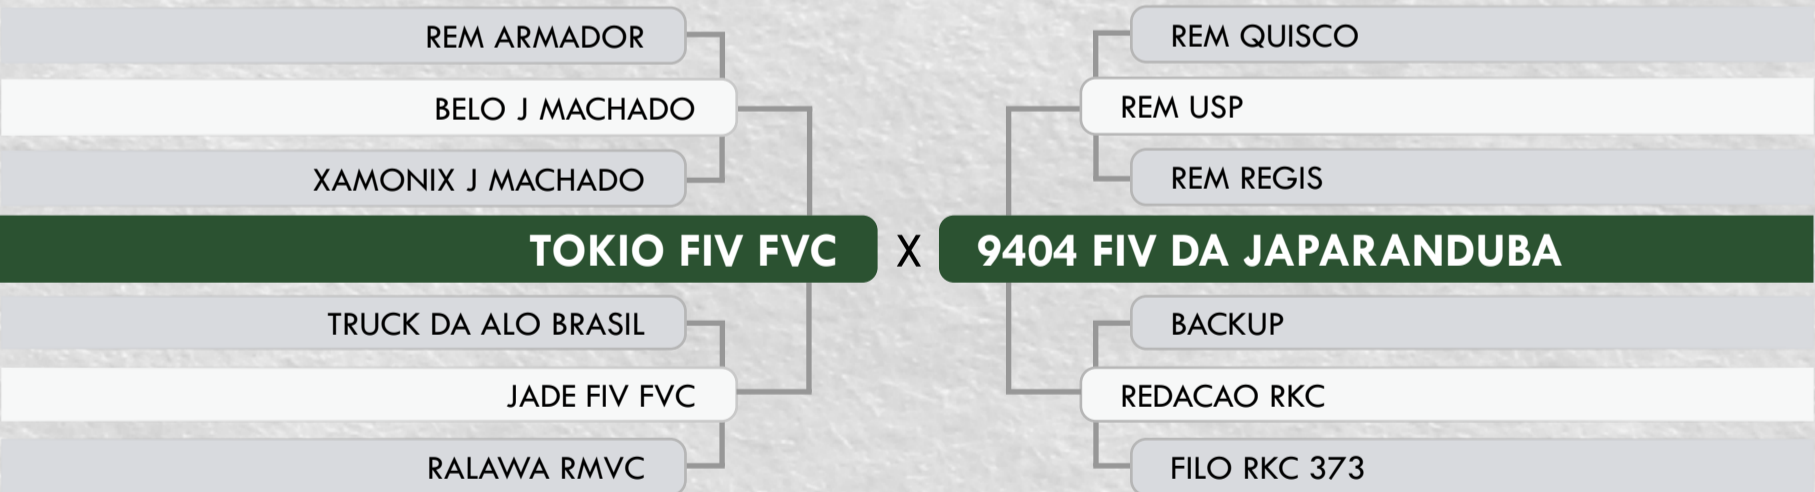 REM ARMADOR
BELO J MACHADO
XAMONIX J MACHADO
TOKIO FIV FVC
TRUCK DA ALO BRASIL
JADE FIV FVC
RALAWA RMVC
X
REM QUISCO
REM USP
REM REGIS
9404 FIV DA JAPARANDUBA
BACKUP
REDACAO RKC
FILO RKC 373